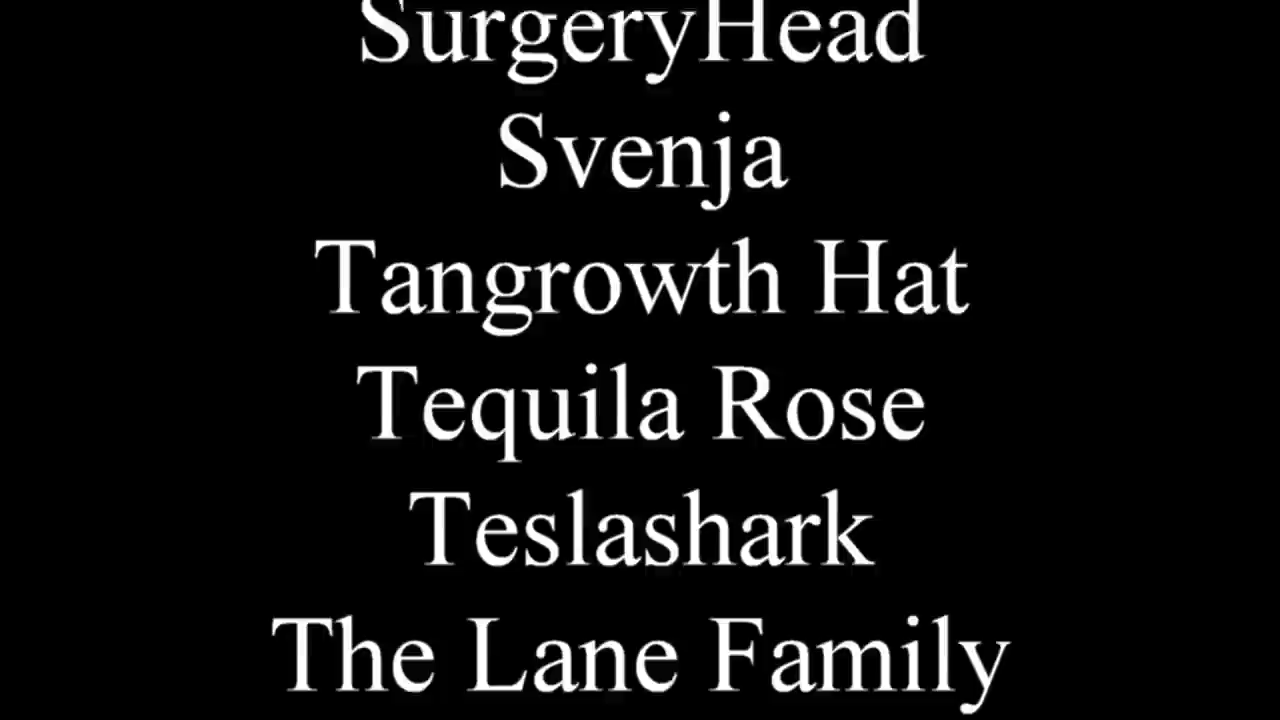 SurgeryHead
Svenja
Tangrowth Hat
Tequila Rose
Teslashark
The Lane Family